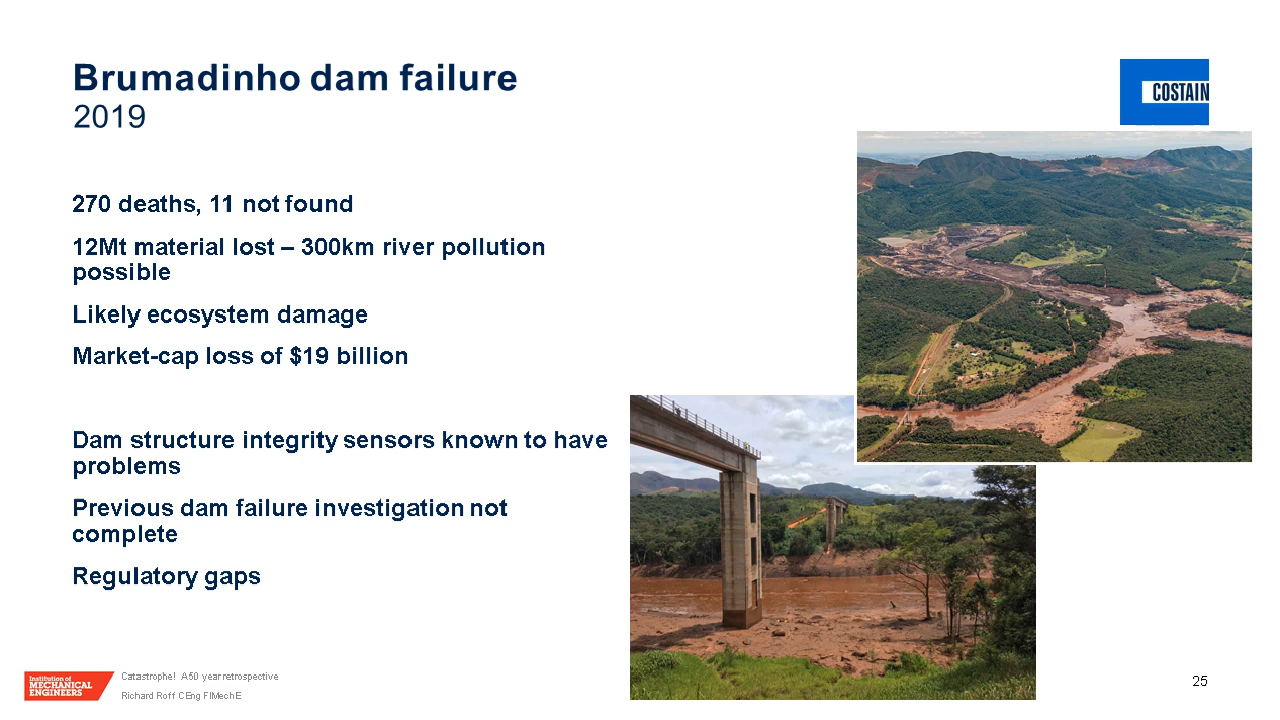 Brumadinho dam failure
2019
COSTAIN
270 deaths, 11 not found
12Mt material lost – 300km river pollution
possible
Likely ecosystem damage
Market-cap loss of $19 billion
Dam structure integrity sensors known to have
problems
Previous dam failure investigation not
complete
Regulatory gaps
Institution of
MECHANICAL
ENGINEERS
Catastrophe! A 50 year retrospective
Richard Roff CEng FIMechE
25